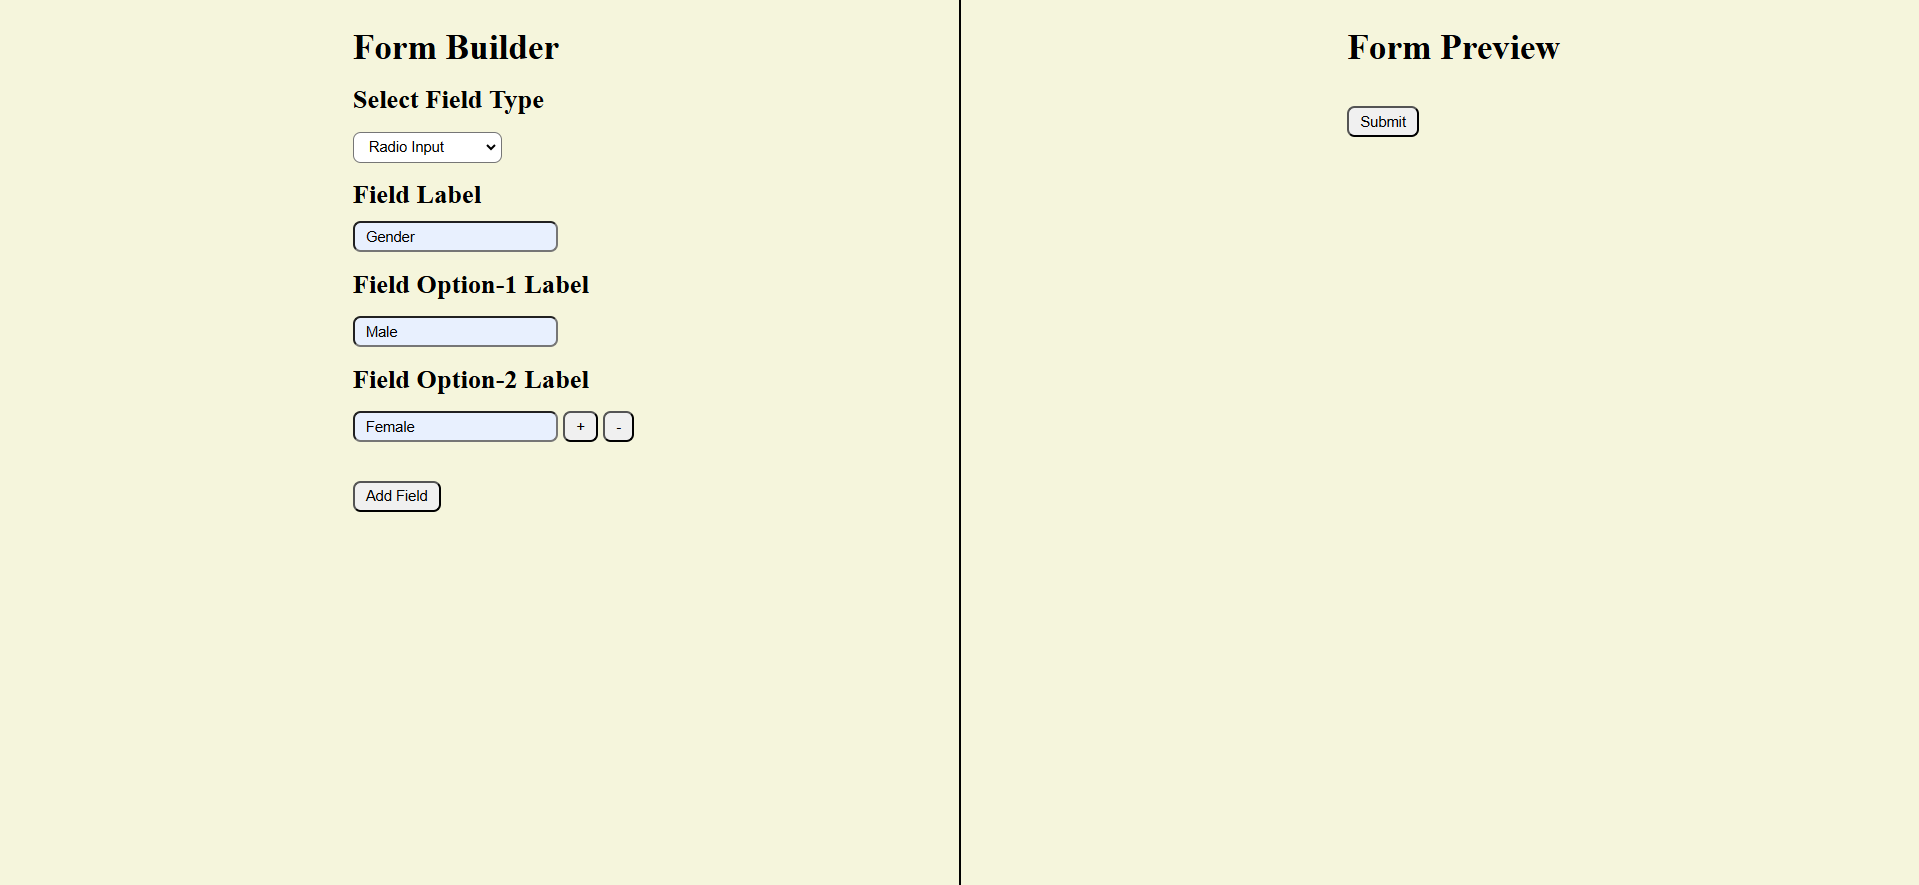 Form Builder
Select Field Type
Radio Input
Field Label
Gender
Field Option-1 Label
Male
Field Option-2 Label
Female + -
Add Field
Form Preview
Submit